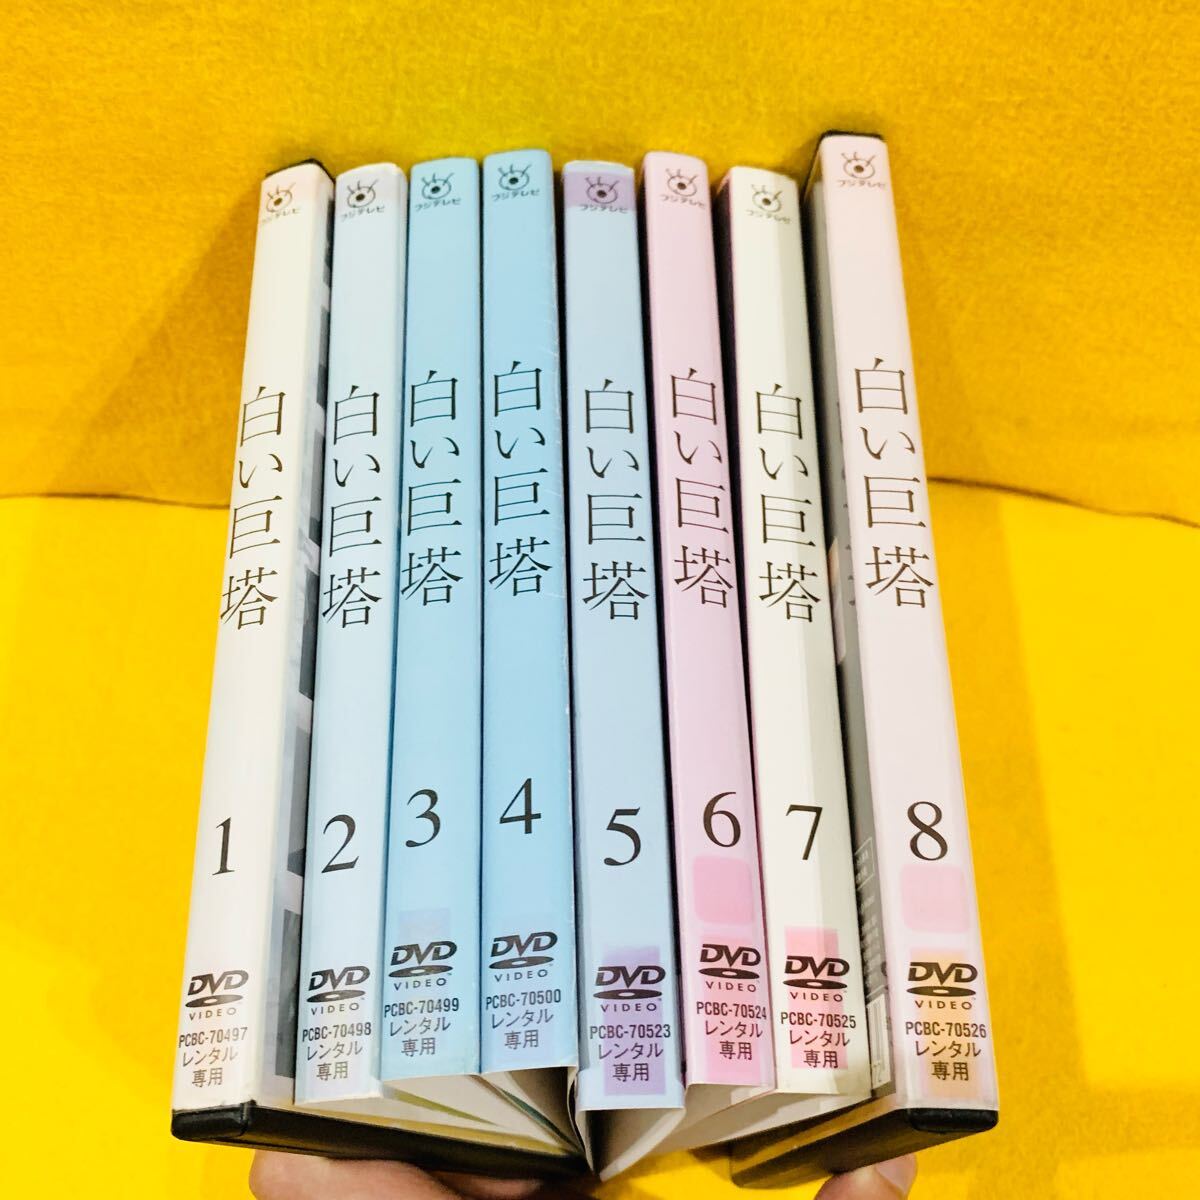 フジテレビ
白い巨塔
1
DVD
VIDEO
PCBC-70497
レンタル
専用
フジテレビ
白い巨塔
2
DVD
VIDEO
PCBC-70498
レンタル
専用
フジテレビ
白い巨塔
3
DVD
VIDEO
PCBC-70499
レンタル
専用
フジテレビ
白い巨塔
4
DVD
VIDEO
PCBC-70500
レンタル
専用
フジテレビ
白い巨塔
5
DVD
VIDEO
PCBC-70523
レンタル
専用
フジテレビ
白い巨塔
6
DVD
VIDEO
PCBC-70524
レンタル
専用
フジテレビ
白い巨塔
7
DVD
VIDEO
PCBC-70525
レンタル
専用
フジテレビ
白い巨塔
8
DVD
VIDEO
PCBC-70526
レンタル
専用